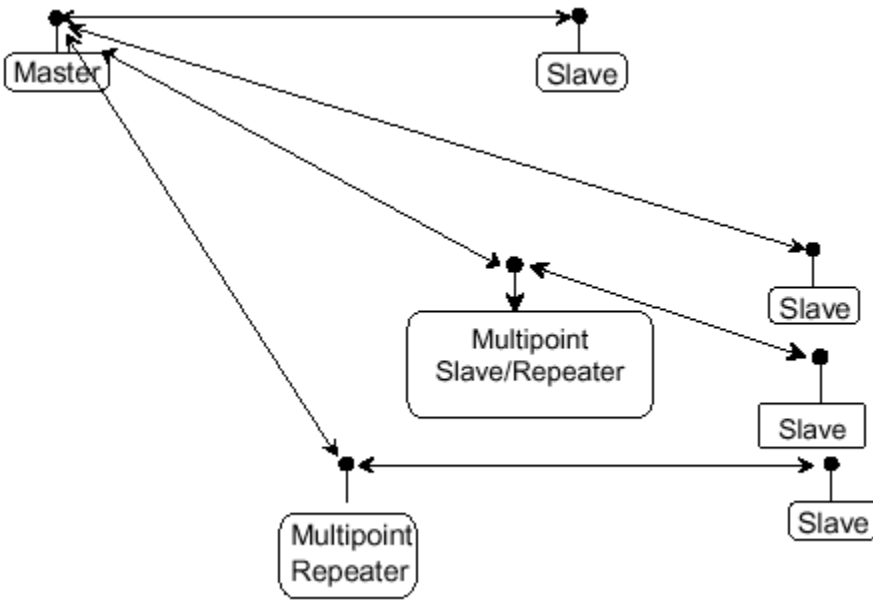 Master
Slave
Slave
Multipoint
Slave/Repeater
Slave
Slave
Multipoint
Repeater